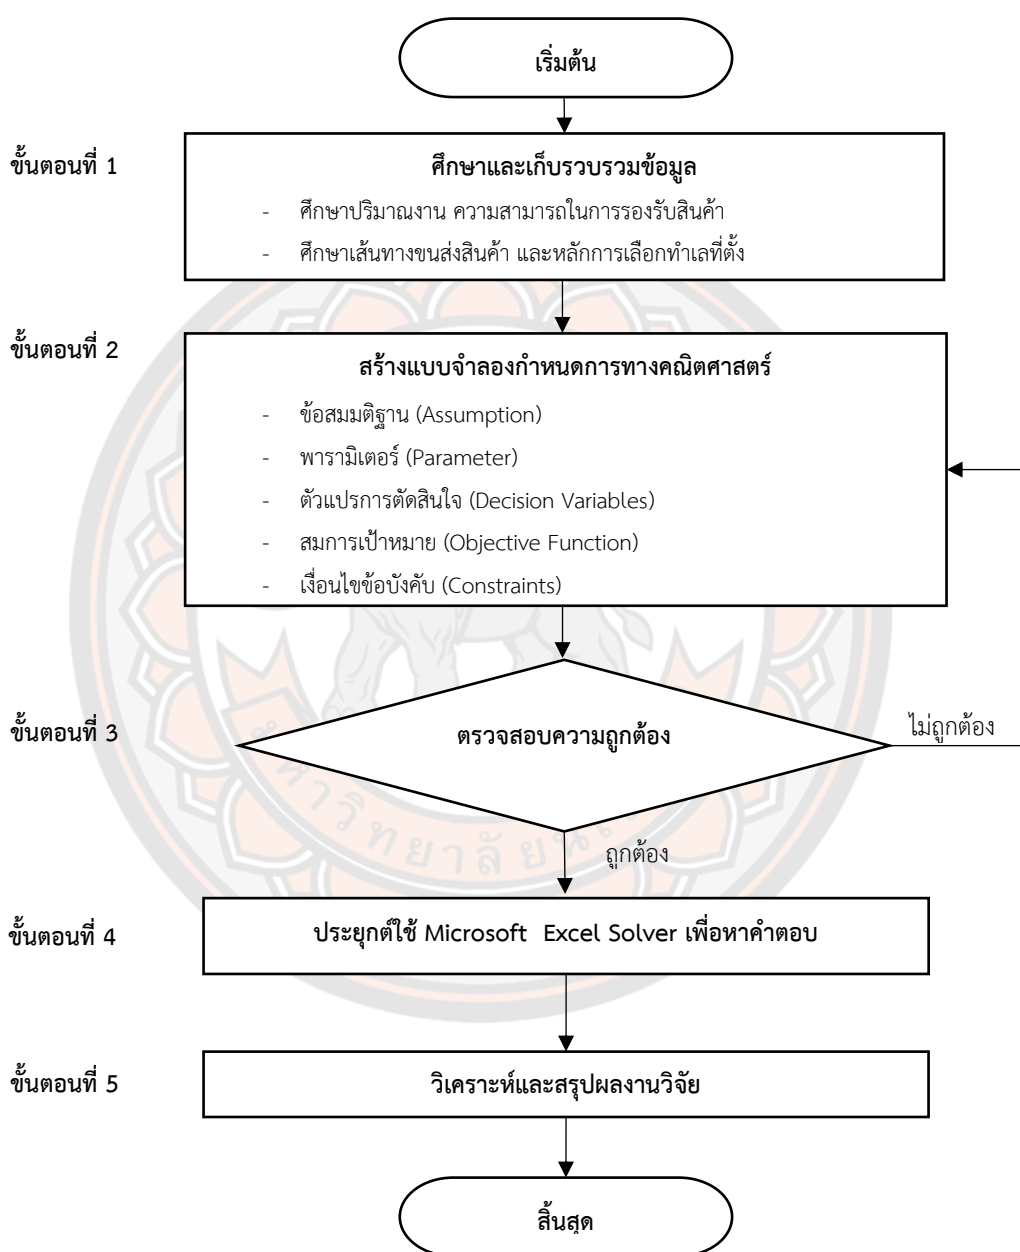 เริ่มต้น
ขั้นตอนที่ 1
ศึกษาและเก็บรวบรวมข้อมูล
- ศึกษาปริมาณงาน ความสามารถในการรองรับสินค้า
- ศึกษาเส้นทางขนส่งสินค้า และหลักการเลือกทำเลที่ตั้ง
ขั้นตอนที่ 2
สร้างแบบจำลองกำหนดการทางคณิตศาสตร์
- ข้อสมมติฐาน (Assumption)
- พารามิเตอร์ (Parameter)
- ตัวแปรการตัดสินใจ (Decision Variables)
- สมการเป้าหมาย (Objective Function)
- เงื่อนไขข้อบังคับ (Constraints)
ขั้นตอนที่ 3
ตรวจสอบความถูกต้อง
ไม่ถูกต้อง
ถูกต้อง
ขั้นตอนที่ 4
ประยุกต์ใช้ Microsoft Excel Solver เพื่อหาคำตอบ
ขั้นตอนที่ 5
วิเคราะห์และสรุปผลงานวิจัย
สิ้นสุด